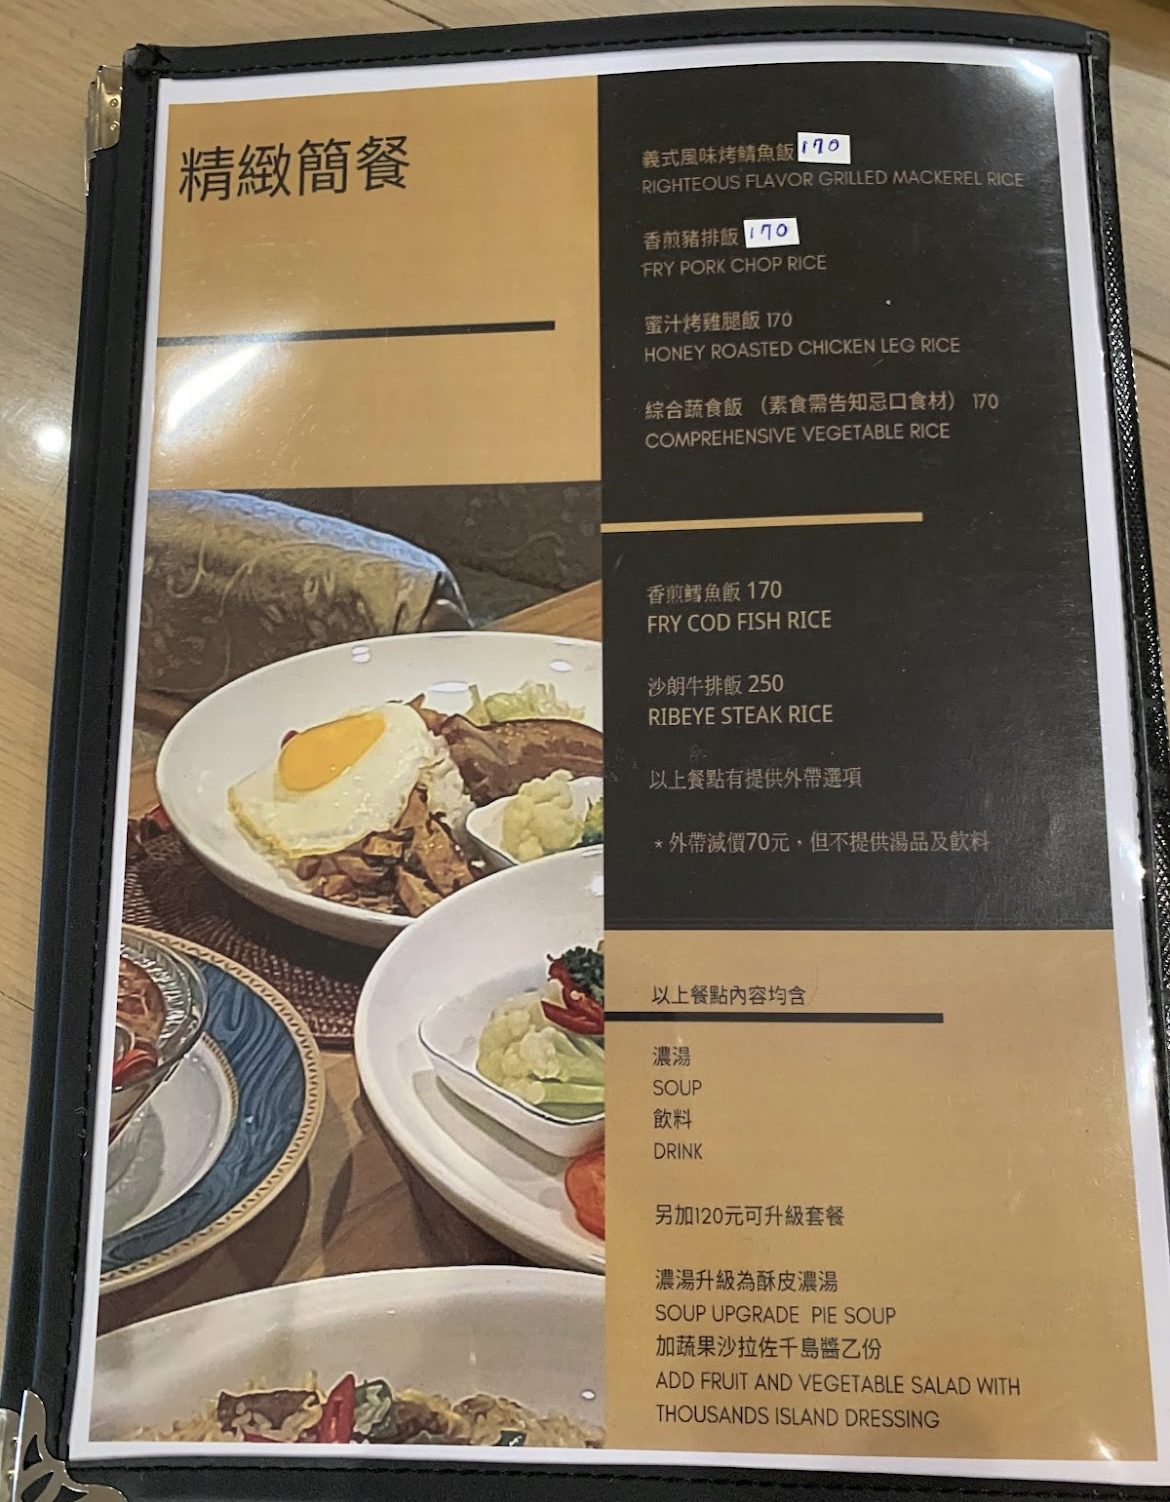 精緻簡餐
義式風味烤鯖魚飯 170
RIGHTEOUS FLAVOR GRILLED MACKEREL RICE
香煎豬排飯 170
FRY PORK CHOP RICE
蜜汁烤雞腿飯 170
HONEY ROASTED CHICKEN LEG RICE
綜合蔬食飯 （素食需告知忌口食材） 170
COMPREHENSIVE VEGETABLE RICE
香煎鱈魚飯 170
FRY COD FISH RICE
沙朗牛排飯 250
RIBEYE STEAK RICE
以上餐點有提供外帶選項
* 外帶減價70元，但不提供湯品及飲料
以上餐點內容均含
濃湯
SOUP
飲料
DRINK
另加120元可升級套餐
濃湯升級為酥皮濃湯
SOUP UPGRADE PIE SOUP
加蔬果沙拉佐千島醬乙份
ADD FRUIT AND VEGETABLE SALAD WITH
THOUSANDS ISLAND DRESSING